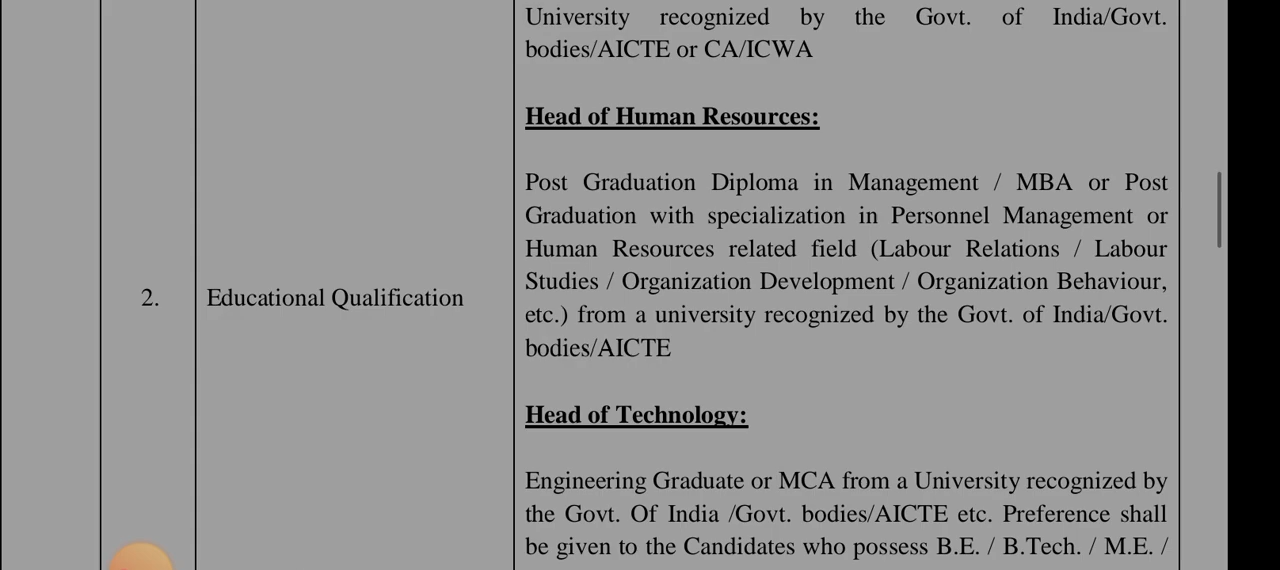 University recognized by the Govt. of India/Govt.
bodies/AICTE or CA/ICWA
Head of Human Resources:
Post Graduation Diploma in Management / MBA or Post
Graduation with specialization in Personnel Management or
Human Resources related field (Labour Relations / Labour
Studies / Organization Development / Organization Behaviour,
2.
Educational Qualification
etc.) from a university recognized by the Govt. of India/Govt.
bodies/AICTE
Head of Technology:
Engineering Graduate or MCA from a University recognized by
the Govt. Of India /Govt. bodies/AICTE etc. Preference shall
be given to the Candidates who possess B.E. / B.Tech. / M.E. /